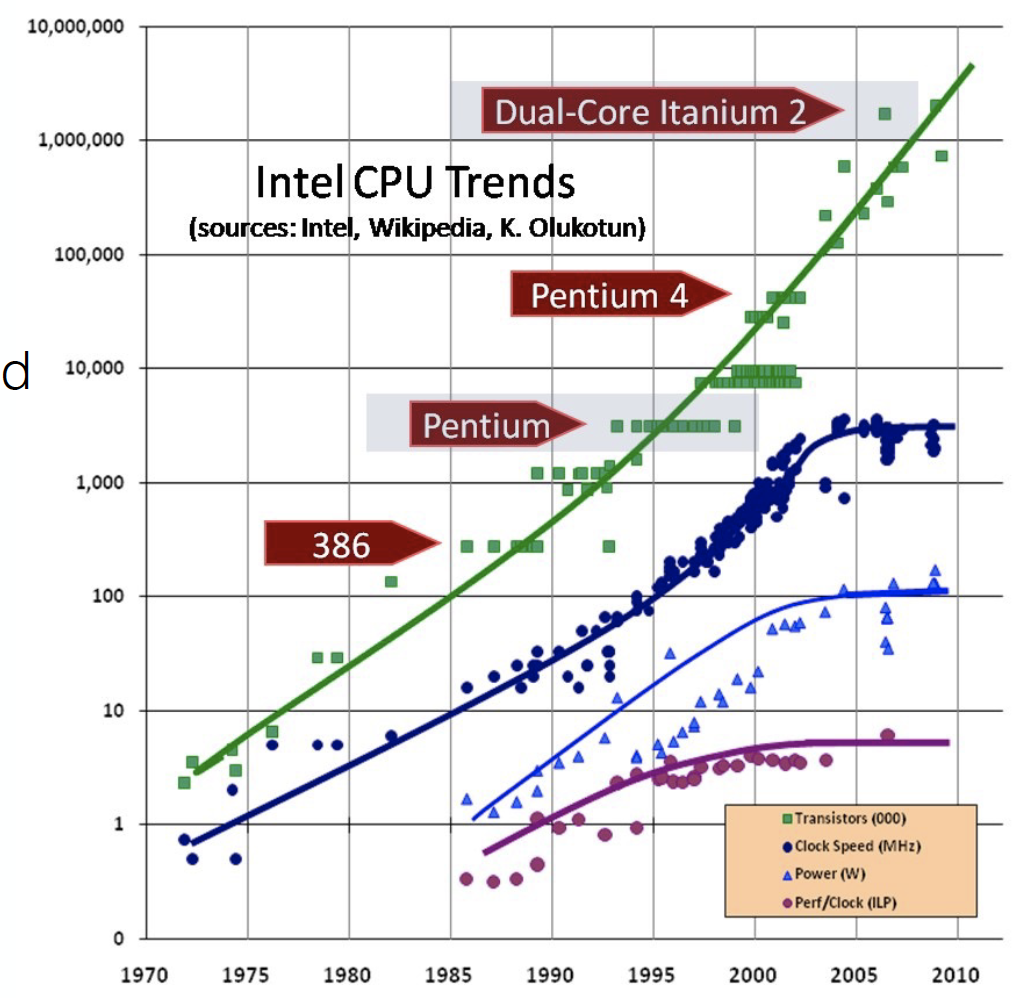 10,000,000
Dual-Core Itanium 2
1,000,000
Intel CPU Trends
(sources: Intel, Wikipedia, K. Olukotun)
100,000
Pentium 4
d
10,000
Pentium
1,000
386
100
10
1
Transistors (000)
Clock Speed (MHz)
Power (W)
Perf/Clock (ILP)
0
1970 1975 1980 1985 1990 1995 2000 2005 2010